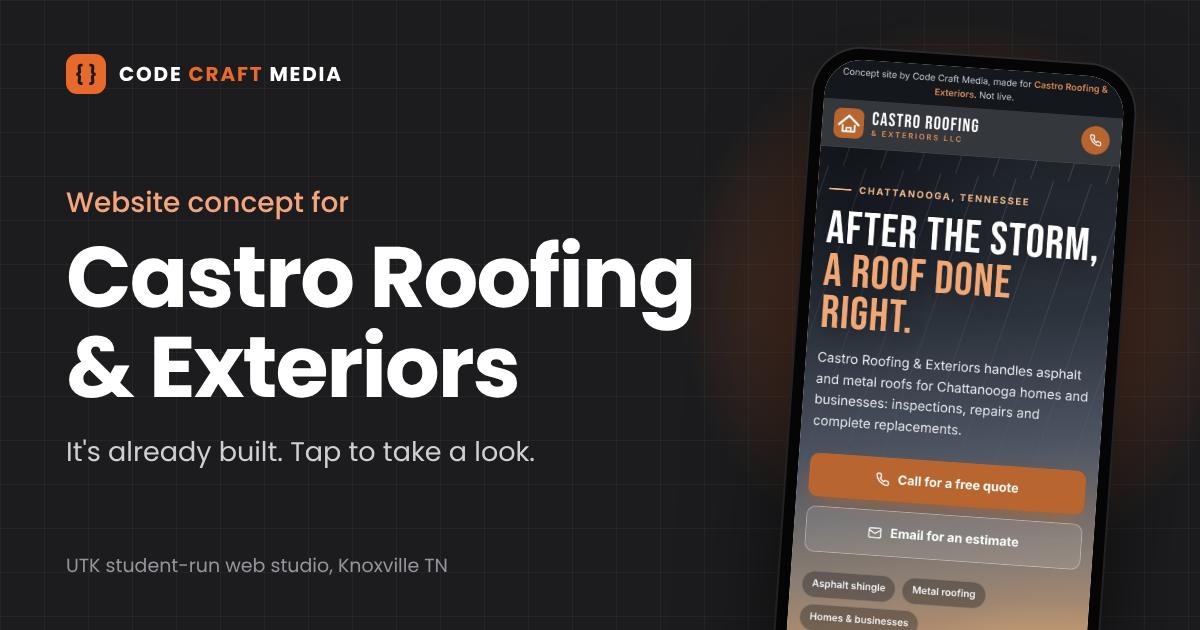 { }
CODE CRAFT MEDIA
Website concept for
Castro Roofing
& Exteriors
It's already built. Tap to take a look.
UTK student-run web studio, Knoxville TN
Concept site by Code Craft Media, made for Castro Roofing &
Exteriors. Not live.
CASTRO ROOFING
& EXTERIORS LLC
CHATTANOOGA, TENNESSEE
AFTER THE STORM,
A ROOF DONE
RIGHT.
Castro Roofing & Exteriors handles asphalt
and metal roofs for Chattanooga homes and
businesses: inspections, repairs and
complete replacements.
Call for a free quote
Email for an estimate
Asphalt shingle
Metal roofing
Homes & businesses